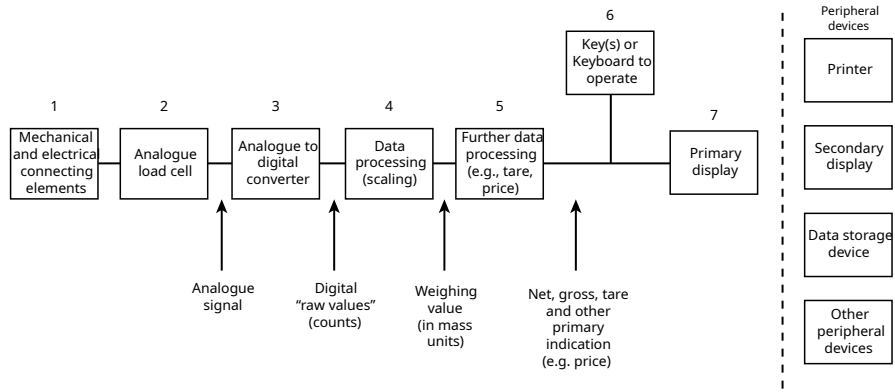 6
Peripheral
devices
Key(s) or
Keyboard to
operate
Printer
1
2
3
4
5
7
Mechanical
and electrical
connecting
elements
Analogue
load cell
Analogue to
digital
converter
Data
processing
(scaling)
Further data
processing
(e.g., tare,
price)
Primary
display
Secondary
display
Data storage
device
Other
peripheral
devices
Analogue
signal
Digital
“raw values”
(counts)
Weighing
value
(in mass
units)
Net, gross, tare
and other
primary
indication
(e.g. price)